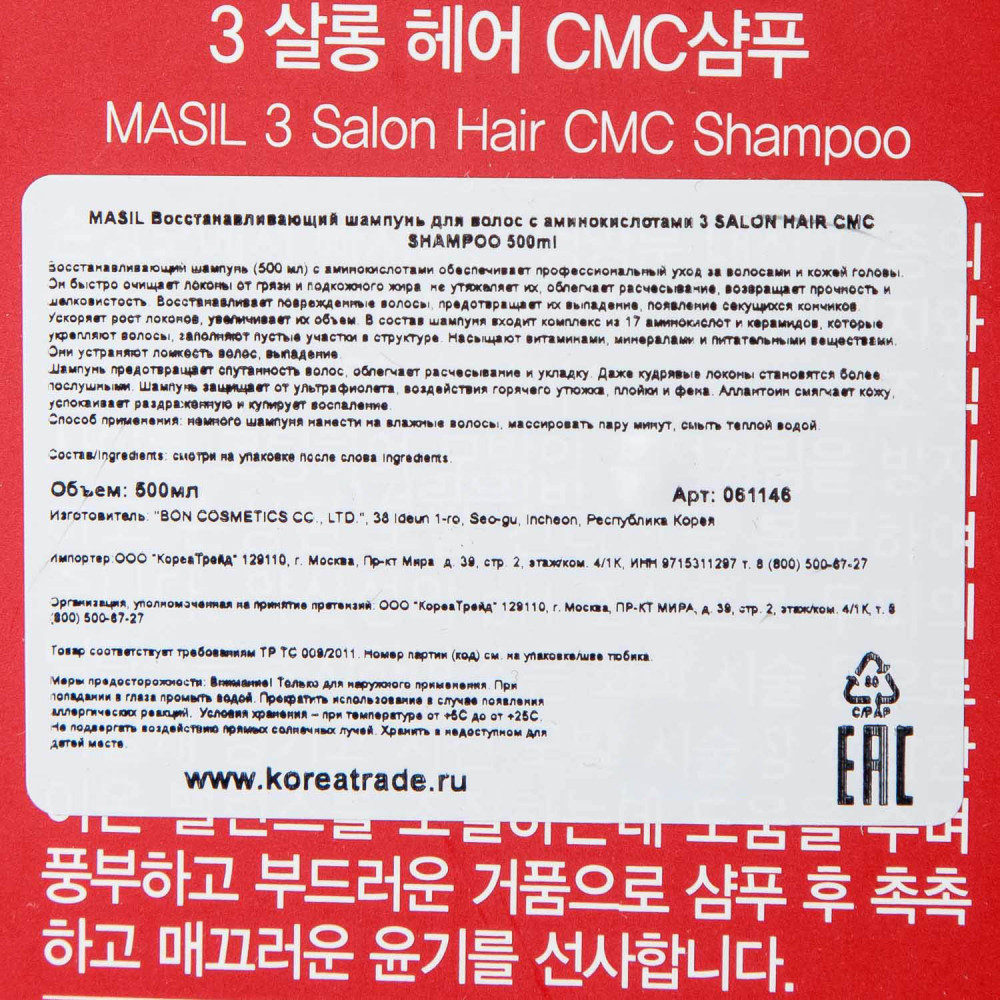 3 살롱 헤어 CMC샴푸
MASIL 3 Salon Hair CMC Shampoo
MASIL Восстанавливающий шампунь для волос с аминокислотами 3 SALON HAIR CMC
SHAMPOO 500ml
Восстанавливающий шампунь (500 мл) с аминокислотами обеспечивает профессиональный уход за волосами и кожей головы.
Он быстро очищает локоны от грязи и подкожного жира не утяжеляет их, облегчает расчесывание, возвращает прочность и
шелковистость. Восстанавливает поврежденные волосы, предотвращает их выпадение, появление секущихся кончиков.
Ускоряет рост локонов, увеличивает их объем. В состав шампуня входит комплекс из 17 аминокислот и керамидов, которые
укрепляют волосы, заполняют пустые участки в структуре. Насыщают витаминами, минералами и питательными веществами.
Они устраняют ломкость волос, выпадение.
Шампунь предотвращает спутанность волос, облегчает расчесывание и укладку. Даже кудрявые локоны становятся более
послушными. Шампунь защищает от ультрафиолета, воздействия горячего утюжка, плойки и фена. Аллантоин смягчает кожу,
успокаивает раздраженную и купирует воспаление.
Способ применения: немного шампуня нанести на влажные волосы, массировать пару минут, смыть теплой водой.
Состав/Ingredients: смотри на упаковке после слова Ingredients.
Объем: 500мл
Арт: 061146
Изготовитель: "BON COSMETICS CC., LTD.", 38 Ideun 1-ro, Seo-gu, Incheon, Республика Корея
Импортер:ООО "КореаТрейд" 129110, г. Москва, Пр-кт Мира д. 39, стр. 2, этаж/ком. 4/1К, ИНН 9715311297 т. 8 (800) 500-67-27
Организация, уполномоченная на принятие претензий: ООО "КореаТрейд" 129110, г. Москва, ПР-КТ МИРА, д. 39, стр. 2, этаж/ком. 4/1К, т. 8
(800) 500-67-27
Товар соответствует требованиям ТР ТС 009/2011. Номер партии (код) см. на упаковке/шве тюбика.
Меры предосторожности: Внимание! Только для наружного применения. При
попадании в глаза промыть водой. Прекратить использование в случае появления
аллергических реакций. Условия хранения – при температуре от +5С до от +25С.
Не подвергать воздействию прямых солнечных лучей. Хранить в недоступном для
детей месте.
80
C/PAP
EAC
www.koreatrade.ru
풍부하고 부드러운 거품으로 샴푸 후 촉촉
하고 매끄러운 윤기를 선사합니다.